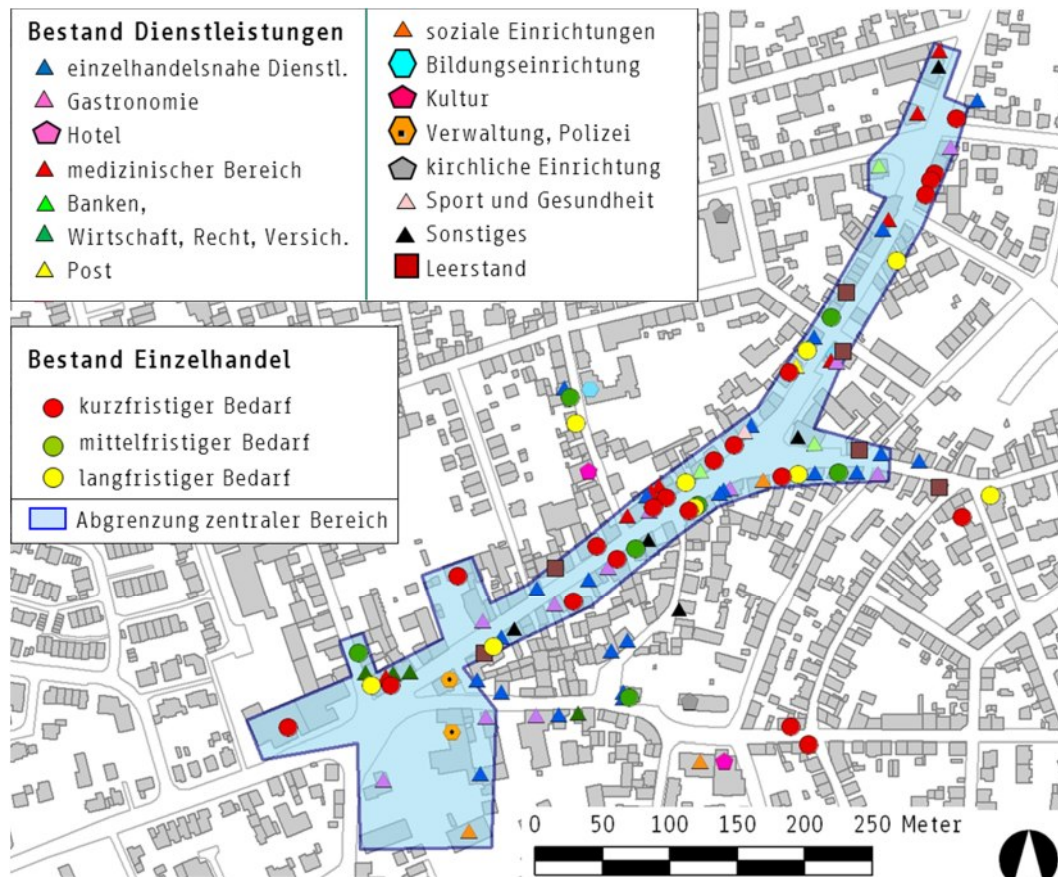 Bestand Dienstleistungen
einzelhandelsnahe Dienstl.
Gastronomie
Hotel
medizinischer Bereich
Banken,
Wirtschaft, Recht, Versich.
Post
soziale Einrichtungen
Bildungseinrichtung
Kultur
Verwaltung, Polizei
kirchliche Einrichtung
Sport und Gesundheit
Sonstiges
Leerstand
Bestand Einzelhandel
kurzfristiger Bedarf
mittelfristiger Bedarf
langfristiger Bedarf
Abgrenzung zentraler Bereich
0 50 100 150 200 250 Meter